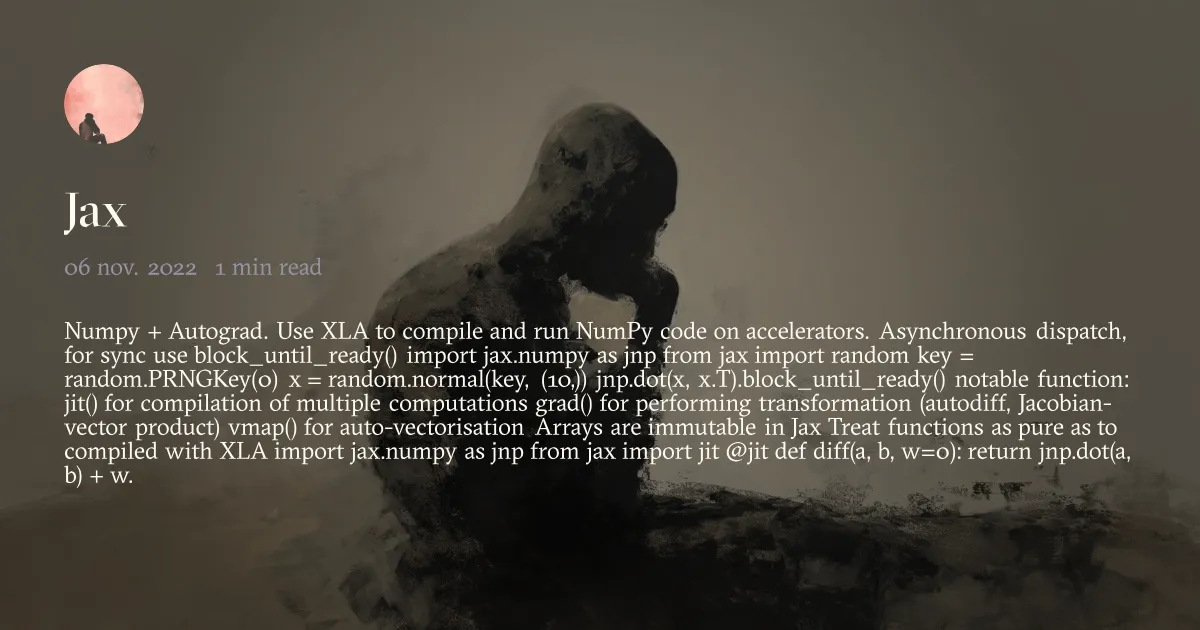 Jax
06 nov. 2022 1 min read
Numpy + Autograd. Use XLA to compile and run NumPy code on accelerators. Asynchronous dispatch,
for sync use block_until_ready() import jax.numpy as jnp from jax import random key =
random.PRNGKey(0) x = random.normal(key, (10,)) jnp.dot(x, x.T).block_until_ready() notable function:
jit() for compilation of multiple computations grad() for performing transformation (autodiff, Jacobian-
vector product) vmap() for auto-vectorisation Arrays are immutable in Jax Treat functions as pure as to
compiled with XLA import jax.numpy as jnp from jax import jit @jit def diff(a, b, w=0): return jnp.dot(a,
b) + w.